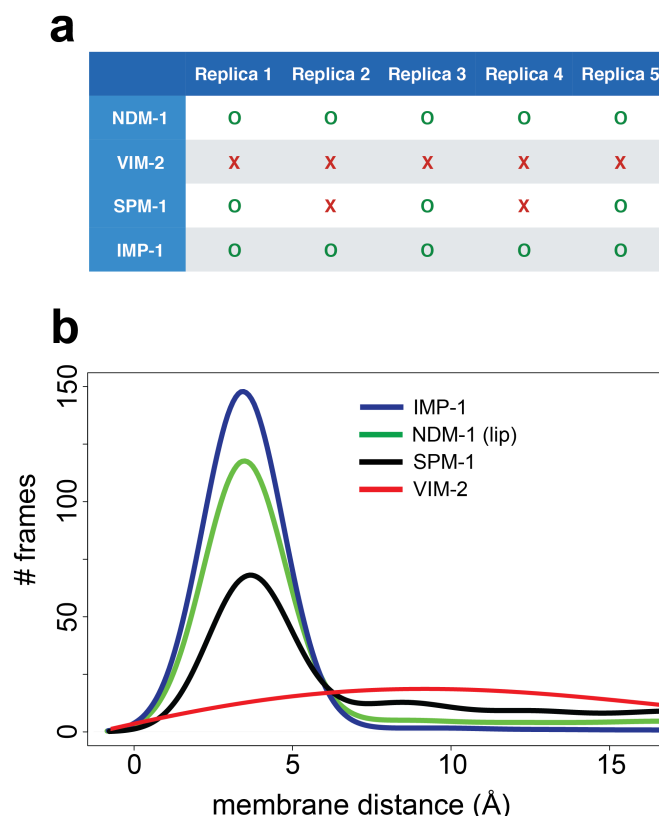 a
Replica 1 Replica 2 Replica 3 Replica 4 Replica 5
NDM-1 O O O O O
VIM-2 X X X X X
SPM-1 O X O X O
IMP-1 O O O O O
b
150
100
50
0
# frames
IMP-1
NDM-1 (lip)
SPM-1
VIM-2
0 5 10 15
membrane distance (Å)